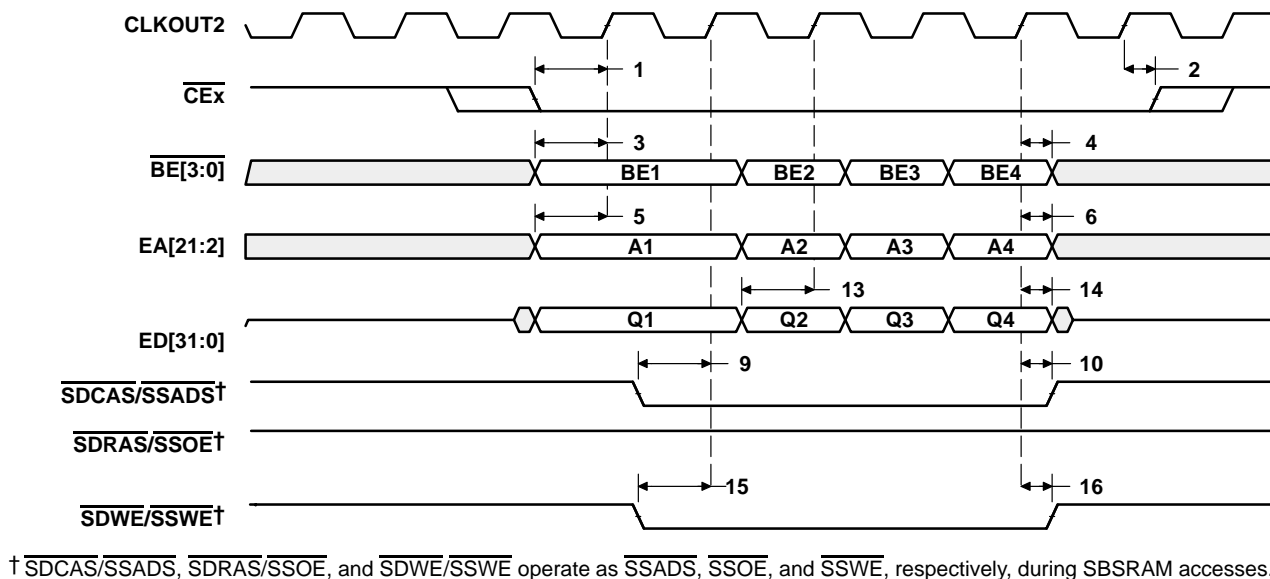 CLKOUT2
1
2
CEx
3
4
BE[3:0]
BE1 BE2 BE3 BE4
5
6
EA[21:2]
A1 A2 A3 A4
13
14
Q1 Q2 Q3 Q4
ED[31:0]
9
10
SDCAS/SSADS†
SDRAS/SSOE†
15
16
SDWE/SSWE†
† SDCAS/SSADS, SDRAS/SSOE, and SDWE/SSWE operate as SSADS, SSOE, and SSWE, respectively, during SBSRAM accesses.